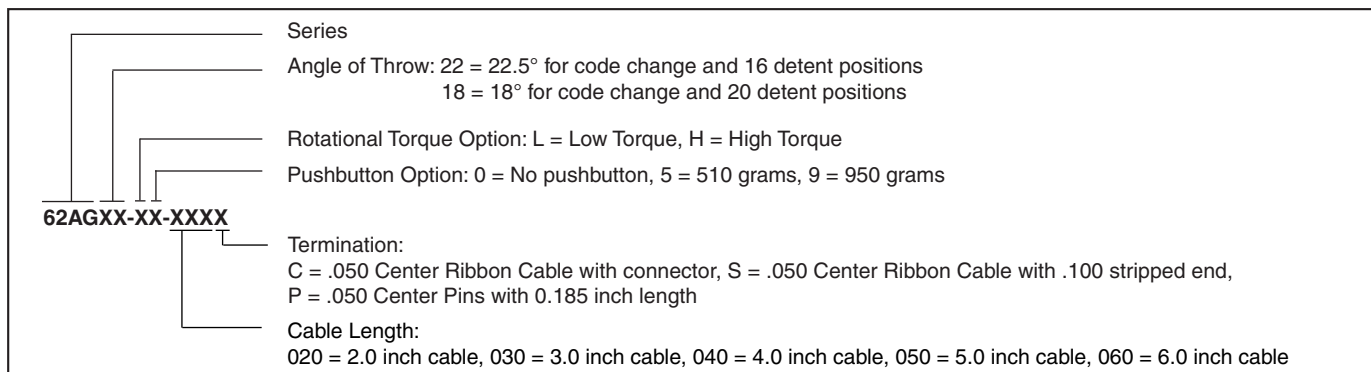 Series
Angle of Throw: 22 = 22.5° for code change and 16 detent positions
18 = 18° for code change and 20 detent positions
Rotational Torque Option: L = Low Torque, H = High Torque
Pushbutton Option: 0 = No pushbutton, 5 = 510 grams, 9 = 950 grams
62AGXX-XX-XXXX
Termination:
C = .050 Center Ribbon Cable with connector, S = .050 Center Ribbon Cable with .100 stripped end,
P = .050 Center Pins with 0.185 inch length
Cable Length:
020 = 2.0 inch cable, 030 = 3.0 inch cable, 040 = 4.0 inch cable, 050 = 5.0 inch cable, 060 = 6.0 inch cable